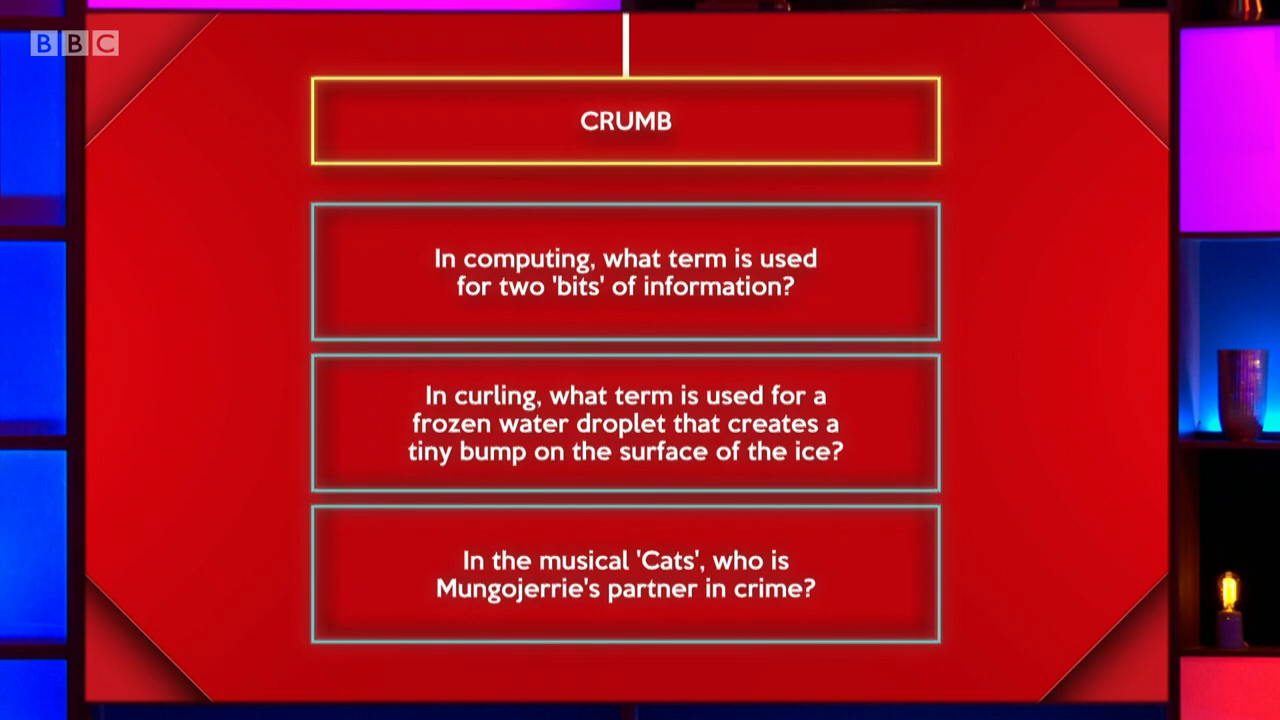 BBC
CRUMB
In computing, what term is used
for two 'bits' of information?
In curling, what term is used for a
frozen water droplet that creates a
tiny bump on the surface of the ice?
In the musical 'Cats', who is
Mungojerrie's partner in crime?